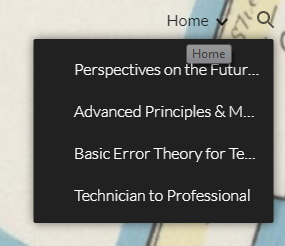 Home
Home
Perspectives on the Futur...
Advanced Principles & M...
Basic Error Theory for Te...
Technician to Professional